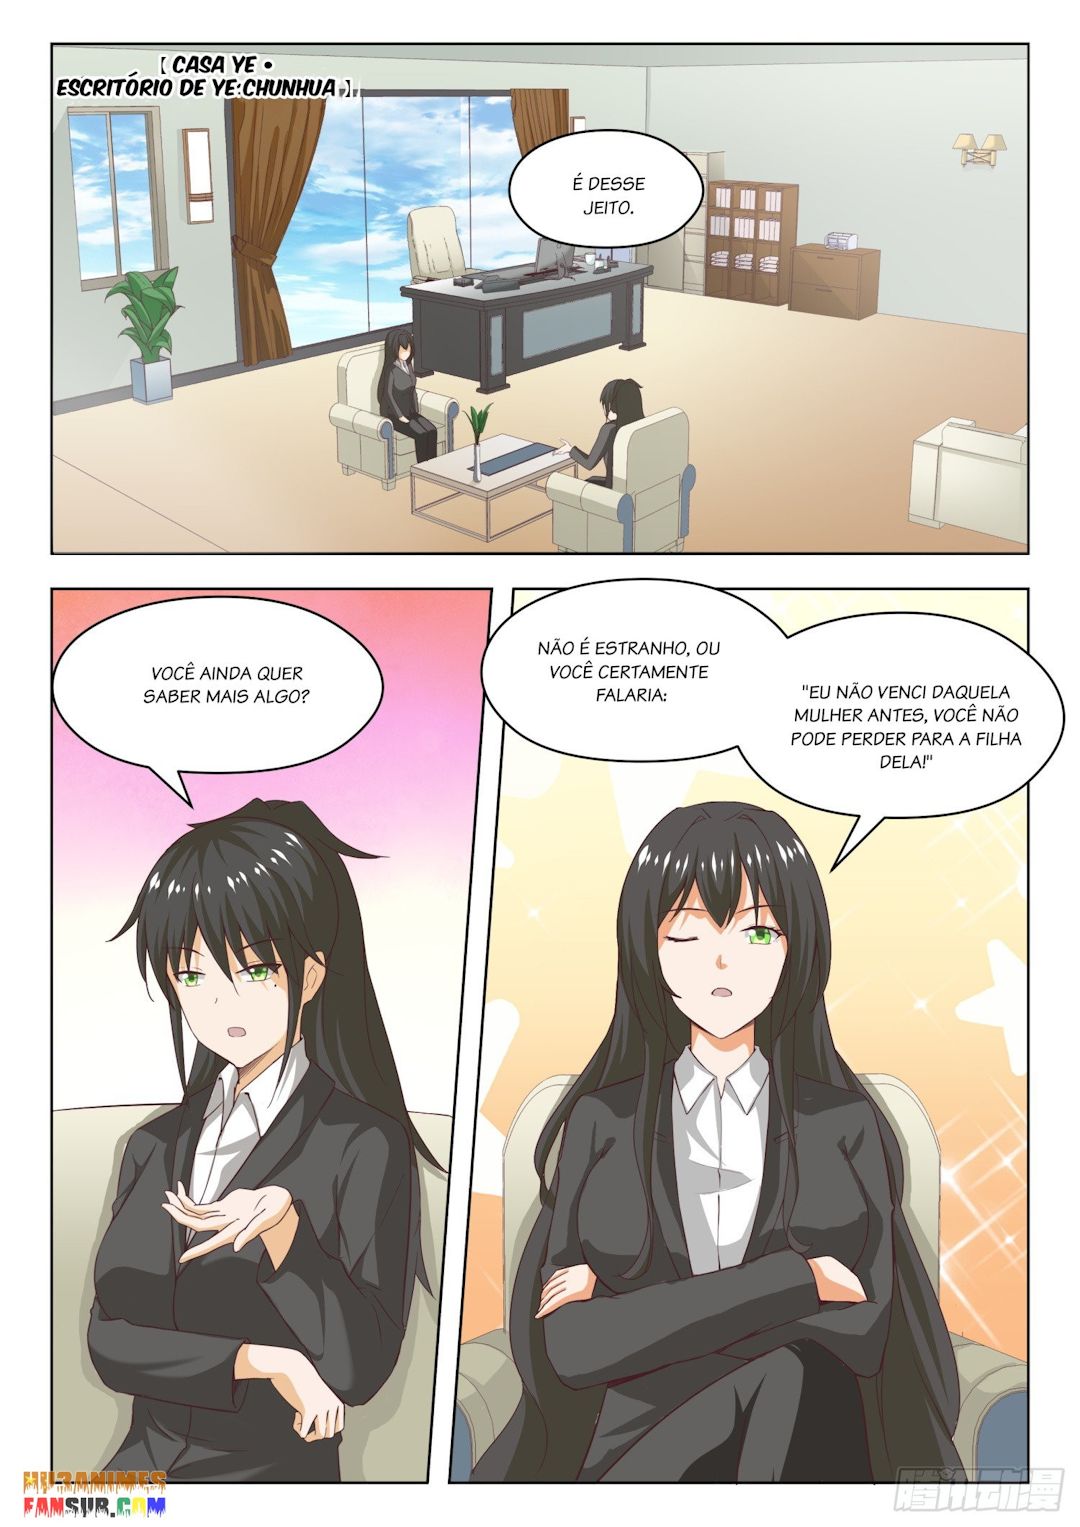 【 CASA YE •
ESCRITÓRIO DE YE CHUNHUA 】
É DESSE
JEITO.
VOCÊ AINDA QUER
SABER MAIS ALGO?
NÃO É ESTRANHO, OU
VOCÊ CERTAMENTE
FALARIA:
"EU NÃO VENCI DAQUELA
MULHER ANTES, VOCÊ NÃO
PODE PERDER PARA A FILHA
DELA!"
HU3ANIMES
FANSUB.COM
腾讯动漫